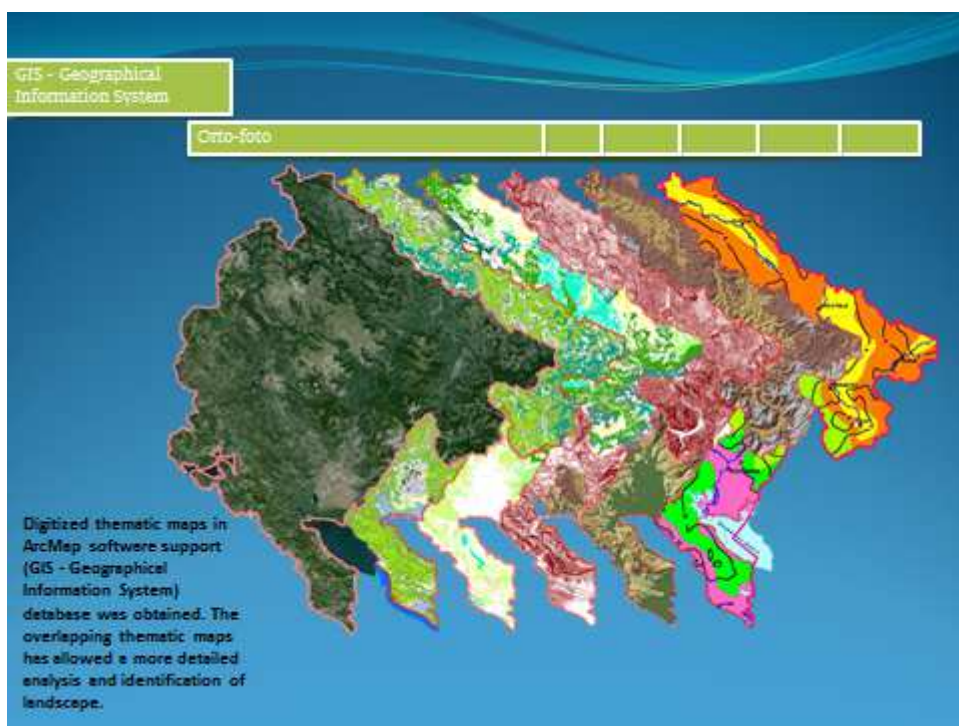 GIS - Geographical
Information System
Orto-foto
Digitized thematic maps in
ArcMap software support
(GIS - Geographical
Information System)
database was obtained. The
overlapping thematic maps
has allowed a more detailed
analysis and identification of
landscape.